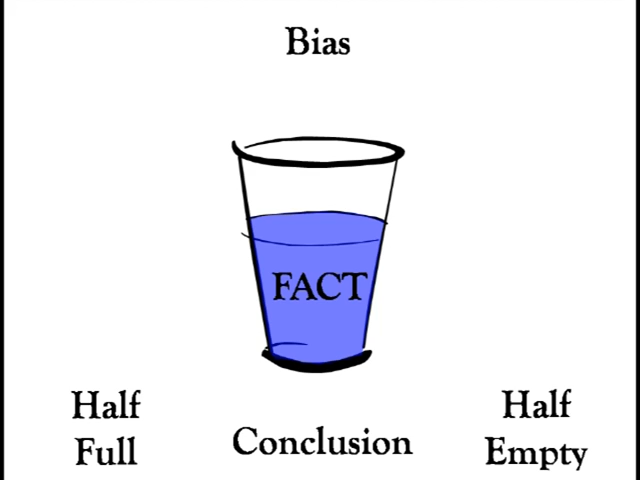 Bias
FACT
Half
Full
Conclusion
Half
Empty